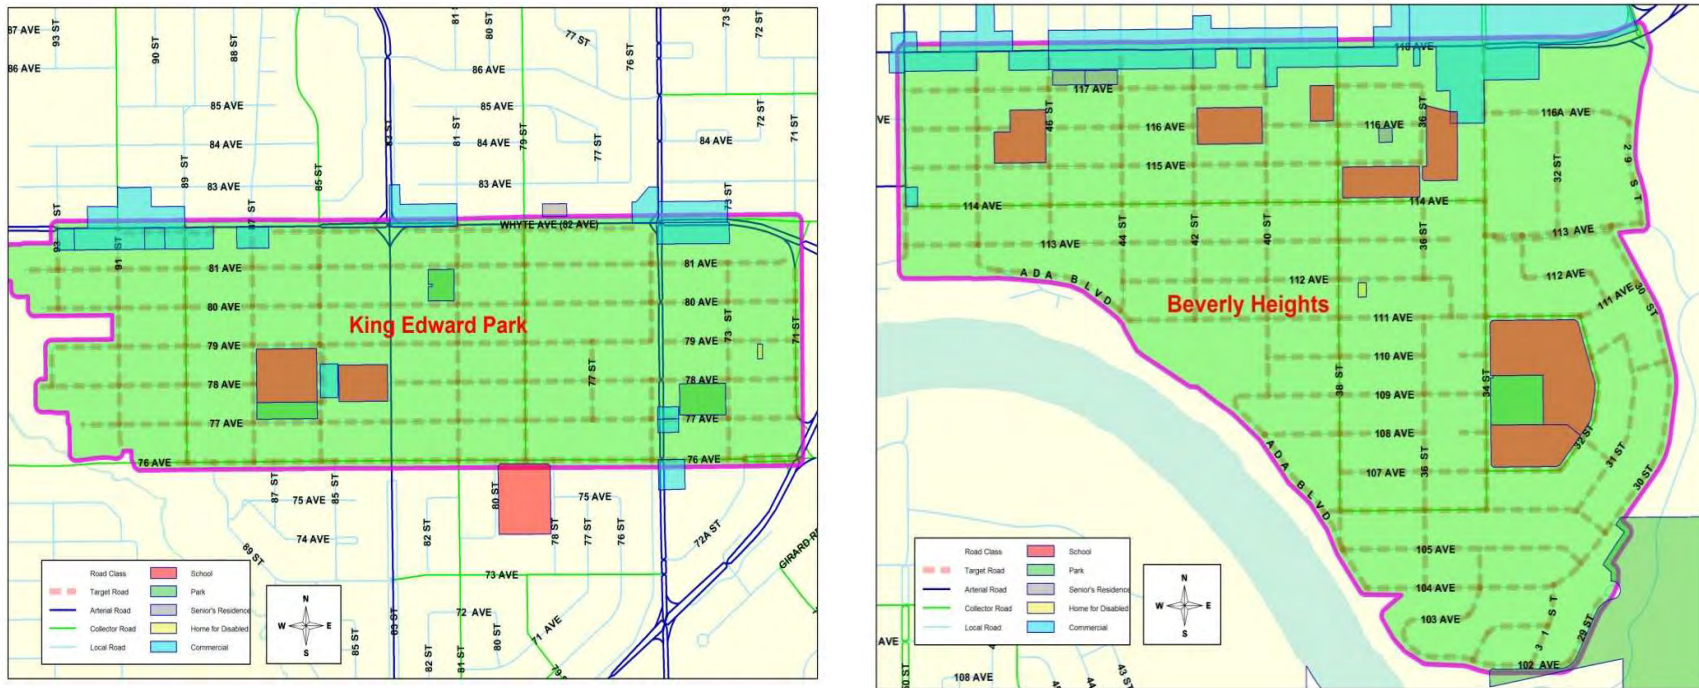 87 AVE
93 ST
90 ST
88 ST
81 ST
80 ST
77 ST
76 ST
73 ST
72 ST
86 AVE
86 AVE
85 AVE
85 AVE
72 ST
71 ST
84 AVE
81 ST
84 AVE
79 ST
77 ST
84 AVE
89 ST
83 AVE
85 ST
83 AVE
73 ST
WHYTE AVE (82 AVE)
91 ST
81 AVE
81 AVE
80 AVE
80 AVE
King Edward Park
73 ST
71 ST
79 AVE
79 AVE
77 ST
78 AVE
78 AVE
77 AVE
77 AVE
76 AVE
76 AVE
87 ST
85 ST
75 AVE
80 ST
75 AVE
74 AVE
89 ST
82 ST
78 ST
77 ST
76 ST
72A ST
73 AVE
GIRARD R
83 ST
72 AVE
71 AVE
85 ST
82 ST
81 ST
80 ST
79
Road Class
School
Target Road
Park
Arterial Road
Senior's Residence
Collector Road
Home for Disabled
Local Road
Commercial
N
W E
S
118 AVE
117 AVE
46 ST
36 ST
116A AVE
VE
116 AVE
116 AVE
29 ST
115 AVE
32 ST
114 AVE
114 AVE
44 ST
42 ST
40 ST
36 ST
113 AVE
113 AVE
ADA BLVD
112 AVE
112 AVE
Beverly Heights
111 AVE
30 ST
111 AVE
110 AVE
38 ST
34 ST
109 AVE
108 AVE
32 ST
ADA BLVD
36 ST
31 ST
107 AVE
30 ST
105 AVE
104 AVE
103 AVE
31 ST
29 ST
102 AVE
AVE
50 ST
108 AVE
43 ST
44
Road Class
School
Target Road
Park
Arterial Road
Senior's Residence
Collector Road
Home for Disabled
Local Road
Commercial
N
W E
S